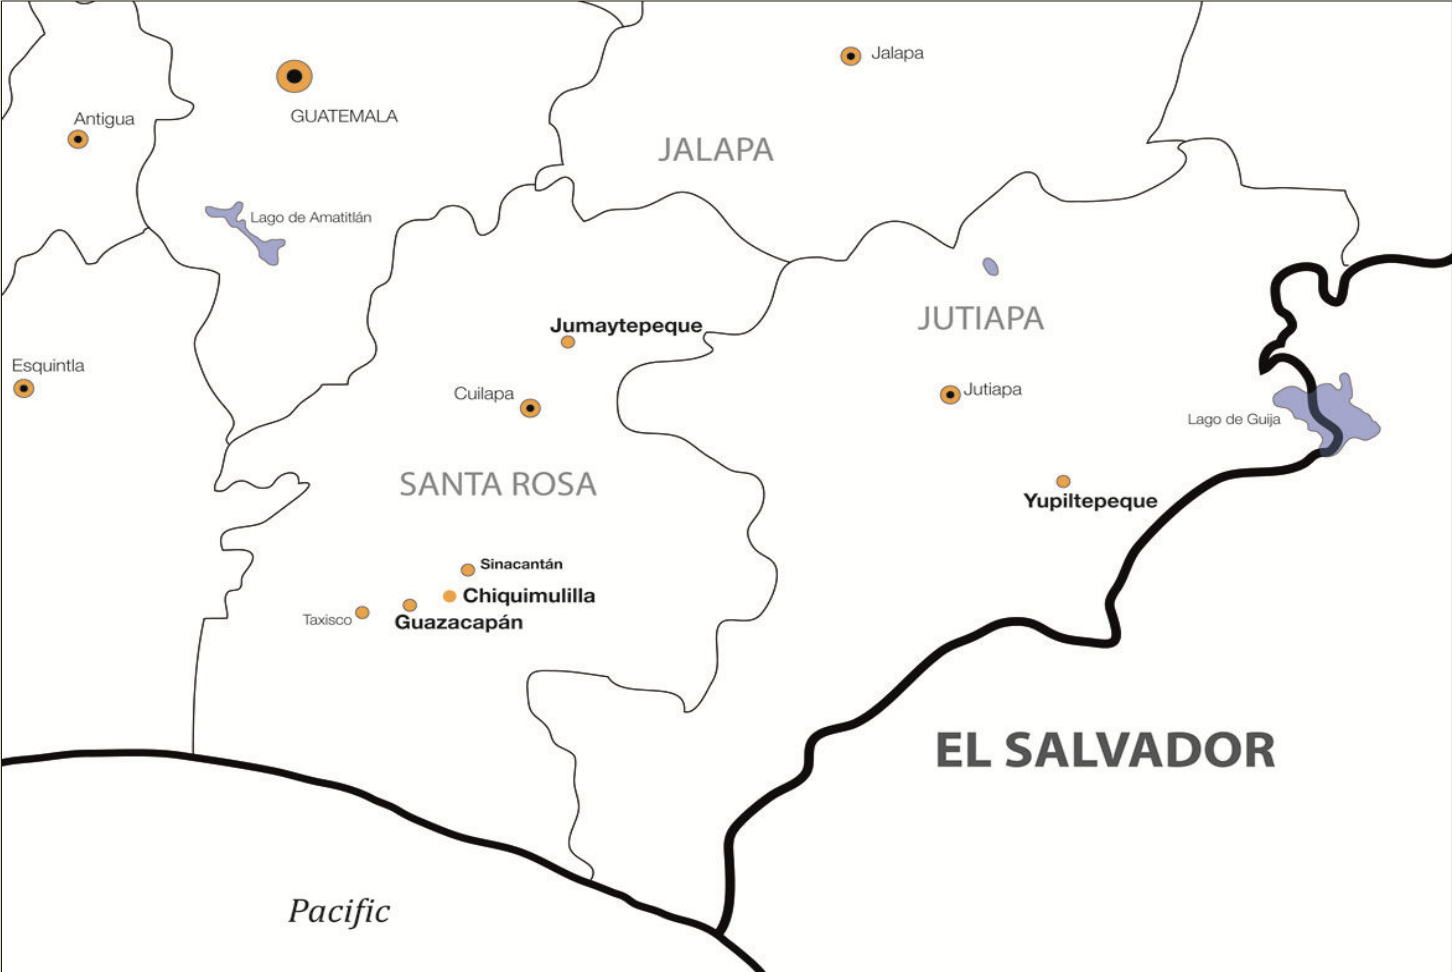 Jalapa
Antigua
GUATEMALA
JALAPA
Lago de Amatitlán
Jumaytepeque
JUTIAPA
Esquintla
Cuilapa
Jutiapa
Lago de Guija
SANTA ROSA
Yupiltepeque
Sinacantán
Chiquimulilla
Taxisco
Guazacapán
EL SALVADOR
Pacific